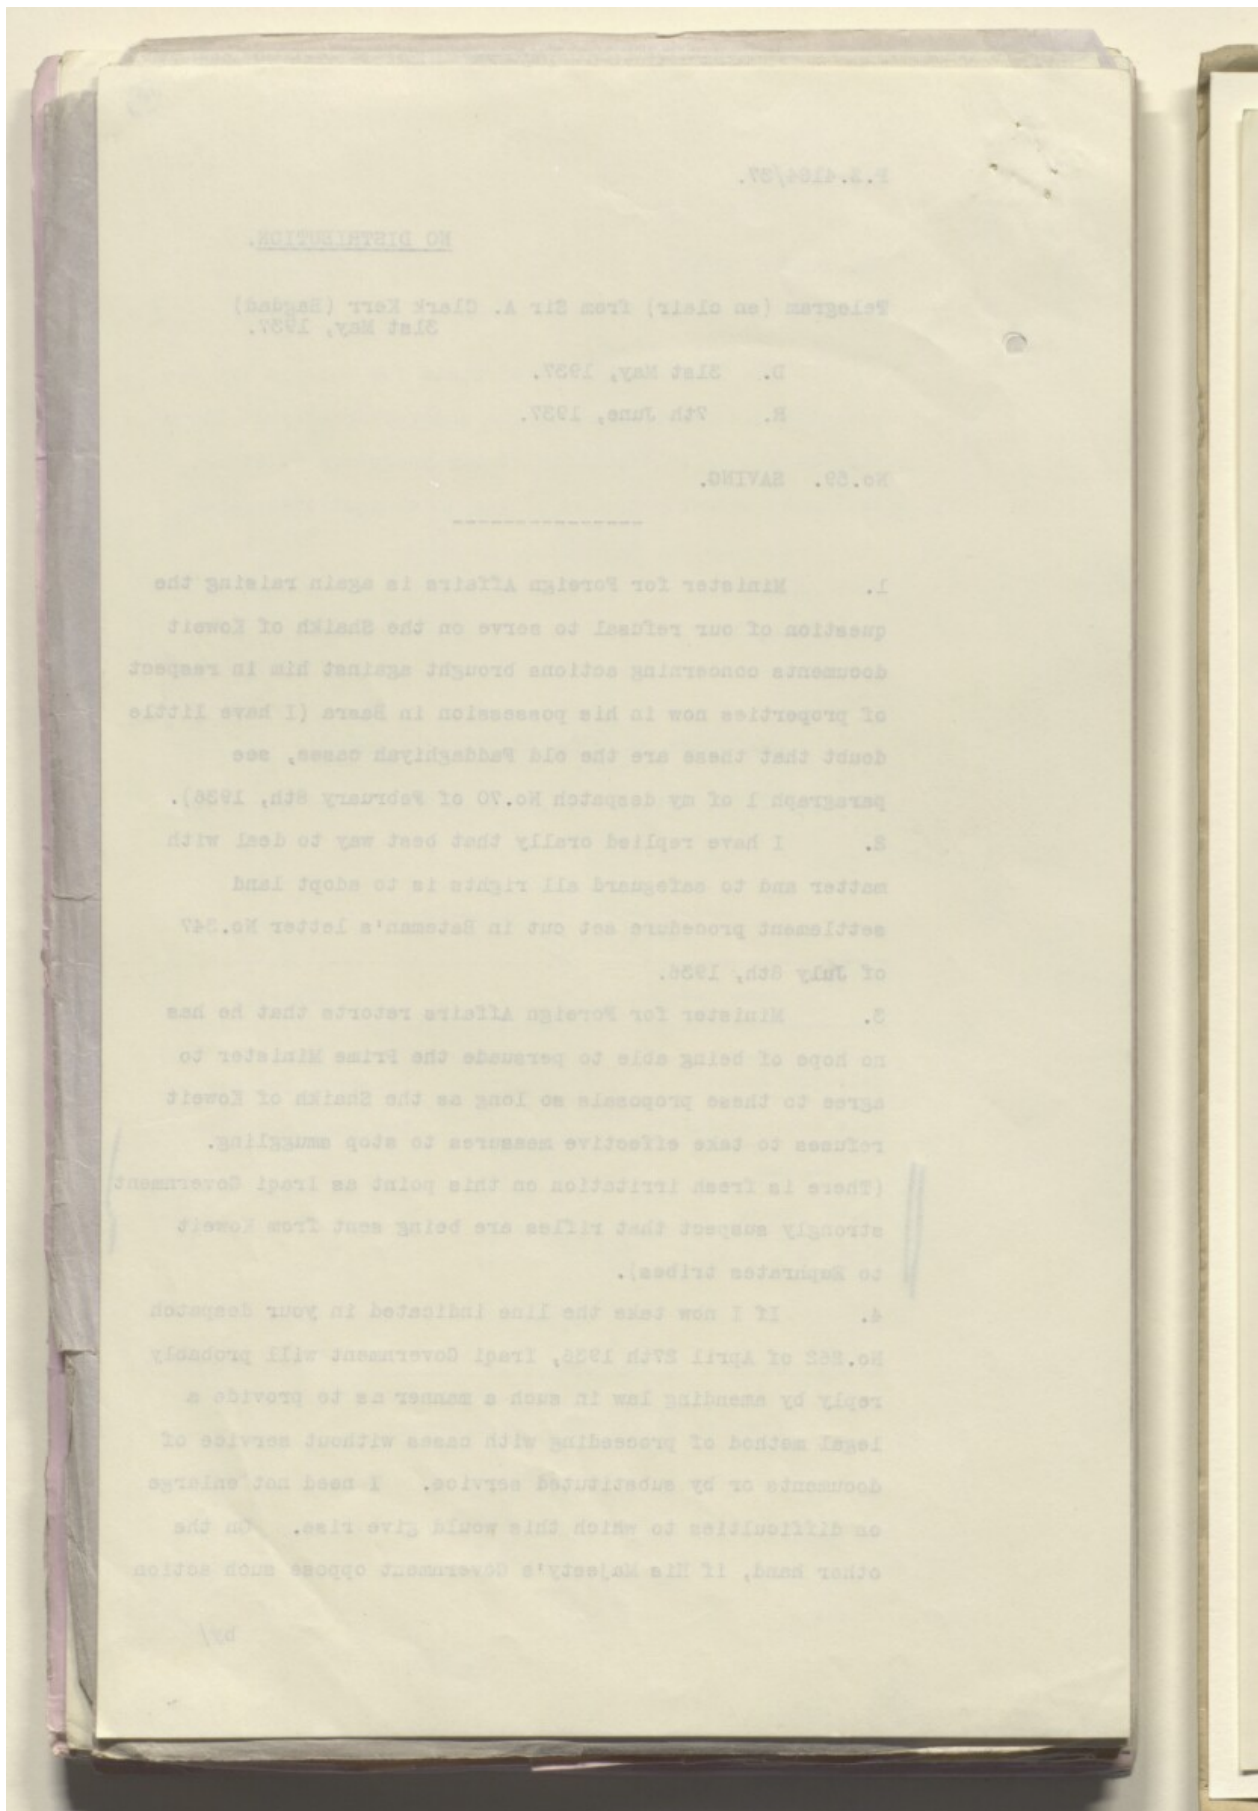 P.Z.4164/37.
NO DISTRIBUTION.
Telegram (en clair) from Sir A. Clark Kerr (Bagdad)
31st May, 1937.
D. 31st May, 1937.
R. 7th June, 1937.
No.59. SAVING.
---------------
1. Minister for Foreign Affairs is again raising the
question of our refusal to serve on the Shaikh of Koweit
documents concerning actions brought against him in respect
of properties now in his possession in Basra (I have little
doubt that these are the old Faddaghiyah cases, see
paragraph 1 of my despatch No.70 of February 8th, 1936).
2. I have replied orally that best way to deal with
matter and to safeguard all rights is to adopt land
settlement procedure set out in Bateman's letter No.347
of July 8th, 1936.
3. Minister for Foreign Affairs retorts that he has
no hope of being able to persuade the Prime Minister to
agree to these proposals so long as the Shaikh of Koweit
refuses to take effective measures to stop smuggling.
(There is fresh irritation on this point as Iraqi Government
strongly suspect that rifles are being sent from Koweit
to Euphrates tribes).
4. If I now take the line indicated in your despatch
No.262 of April 27th 1936, Iraqi Government will probably
reply by amending law in such a manner as to provide a
legal method of proceeding with cases without service of
documents or by substituted service. I need not enlarge
on difficulties to which this would give rise. On the
other hand, if His Majesty's Government oppose such action
by/